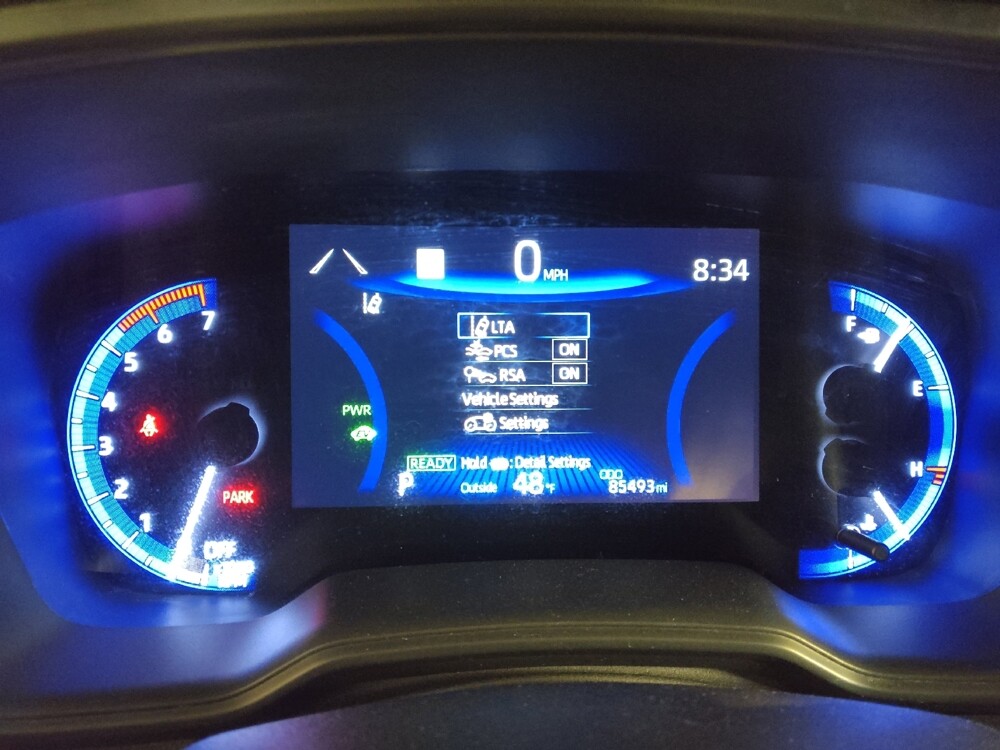 0 MPH
8:34
LTA
PCS ON
RSA ON
Vehicle Settings
Settings
PWR
READY Hold : Detail Settings
P
Outside 48°F
ODO
85493 mi
7
6
5
4
3
2
1
PARK
OFF
F
E
H